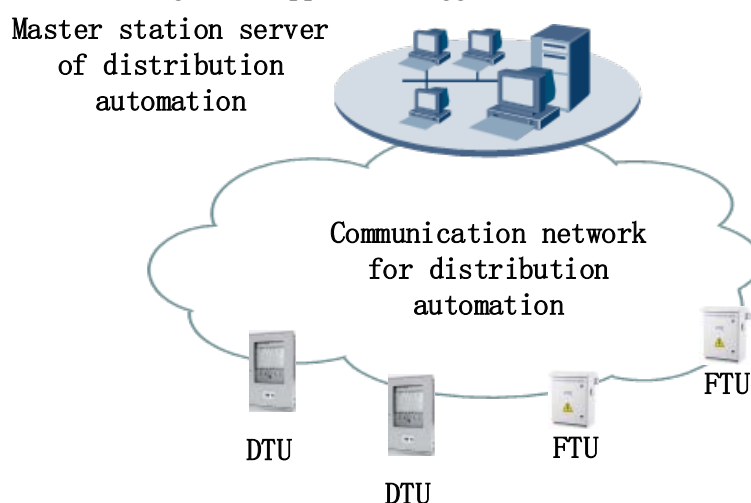 Master station server
of distribution
automation
Communication network
for distribution
automation
FTU
DTU
FTU
DTU